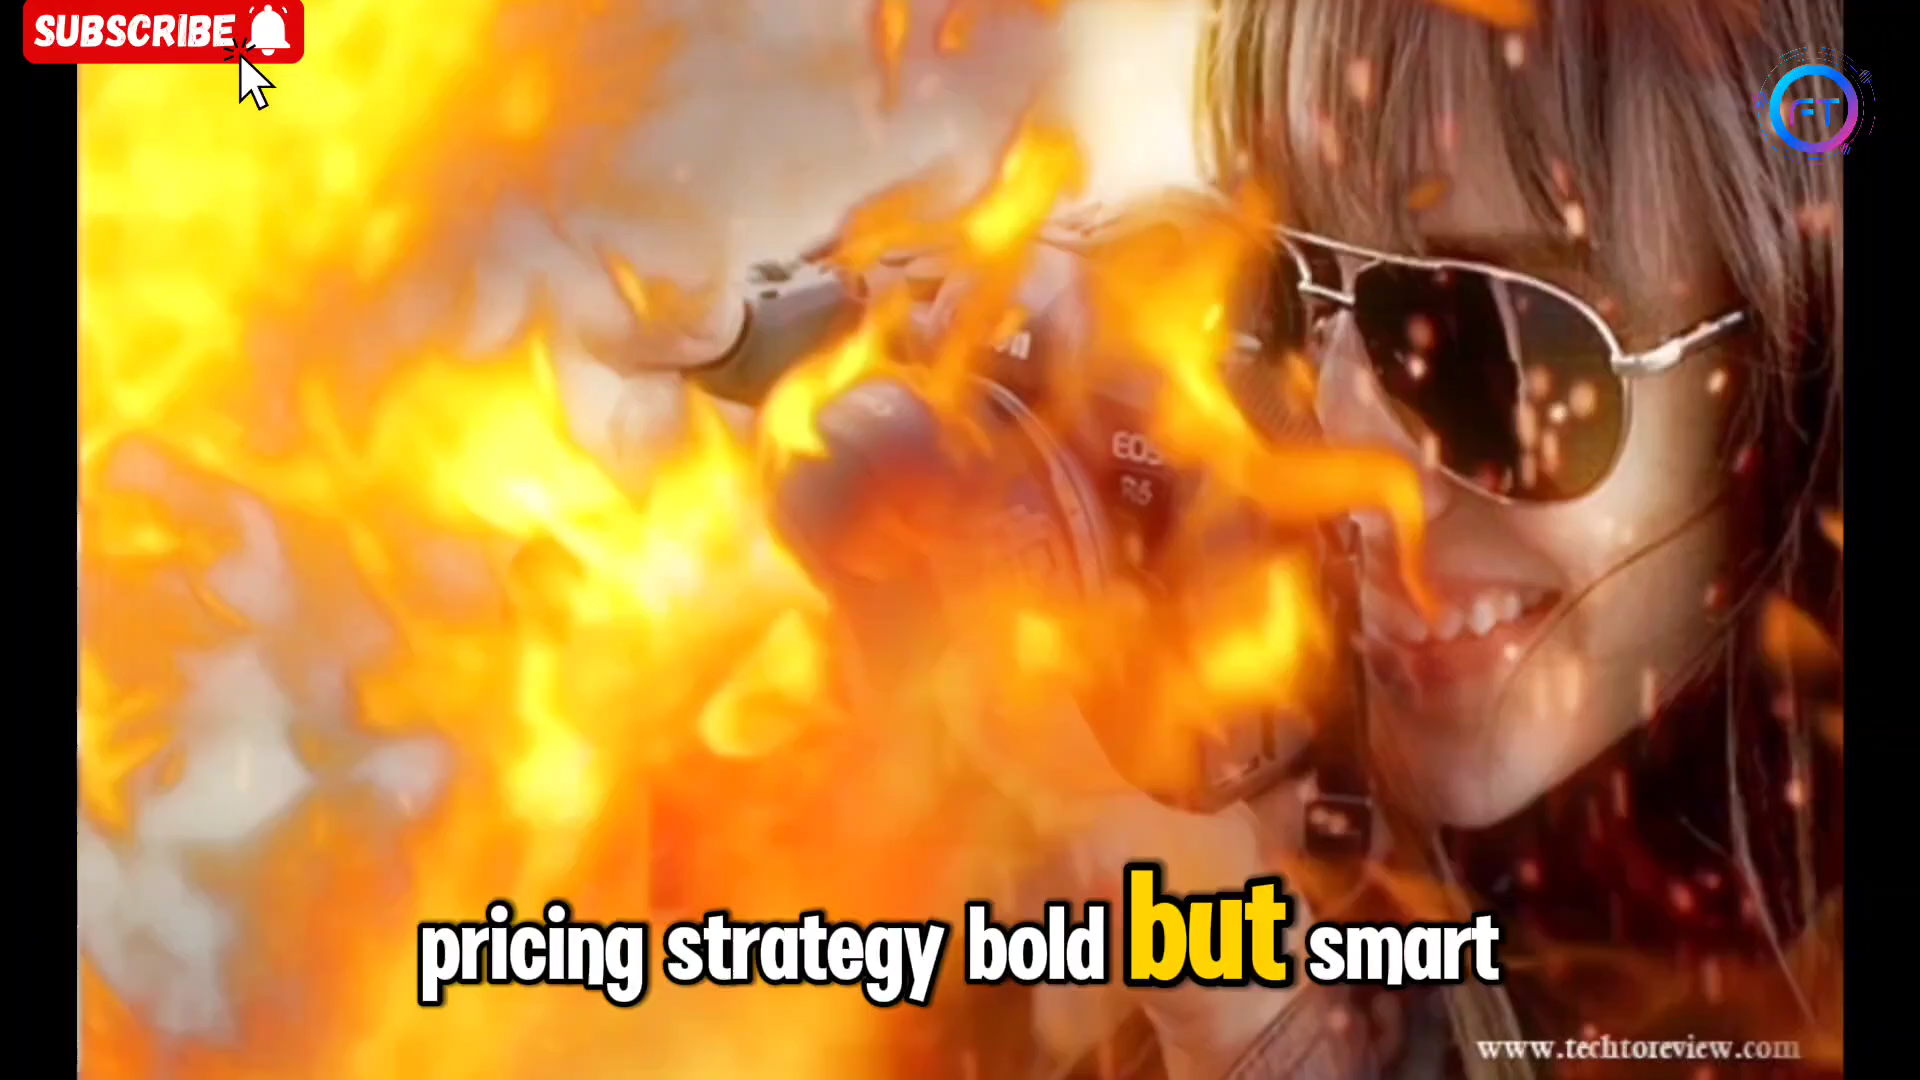 SUBSCRIBE
FT
EOS
R5
pricing strategy bold but smart
www.techtoreview.com